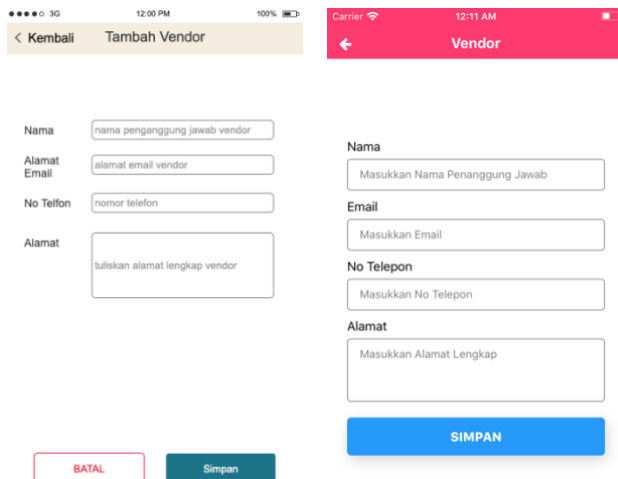 3G 12:00 PM 100%
< Kembali Tambah Vendor
Nama nama penganggung jawab vendor
Alamat
Email
alamat email vendor
No Telfon nomor telefon
Alamat
tuliskan alamat lengkap vendor
BATAL Simpan
Carrier 12:11 AM
Vendor
Nama
Masukkan Nama Penanggung Jawab
Email
Masukkan Email
No Telepon
Masukkan No Telepon
Alamat
Masukkan Alamat Lengkap
SIMPAN